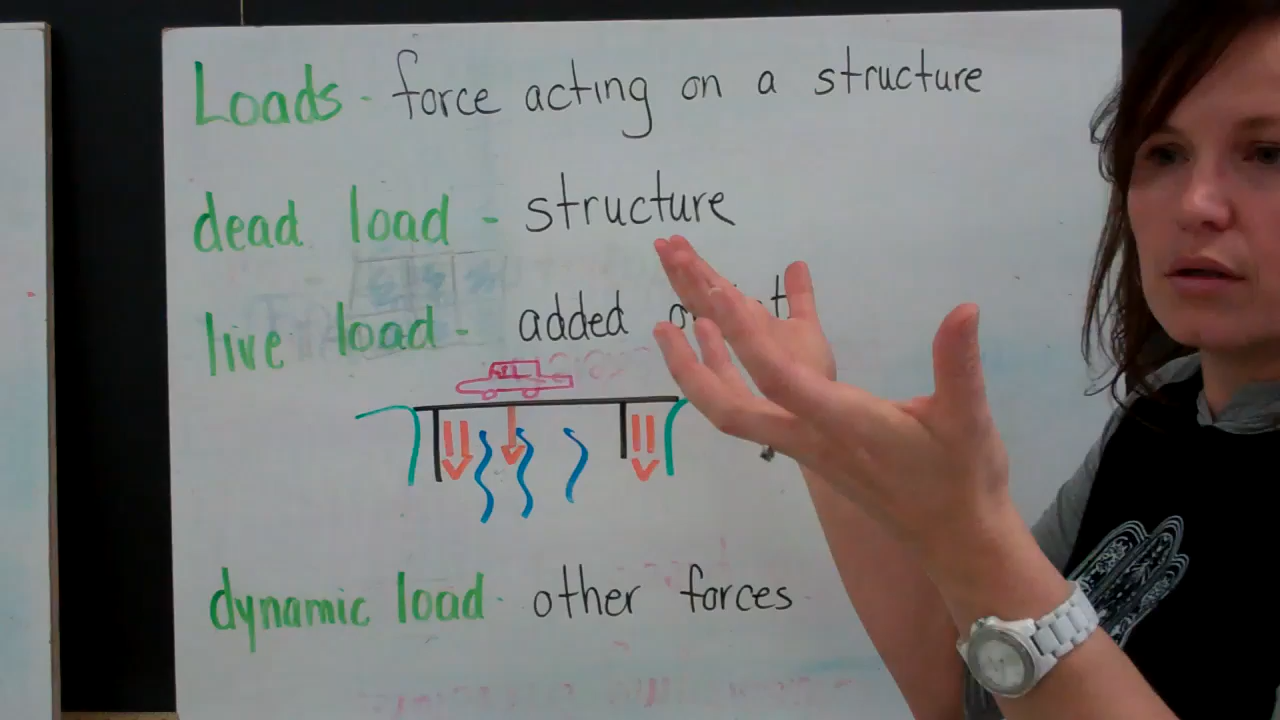 Loads - force acting on a structure
dead load - structure
live load - added
dynamic load - other forces